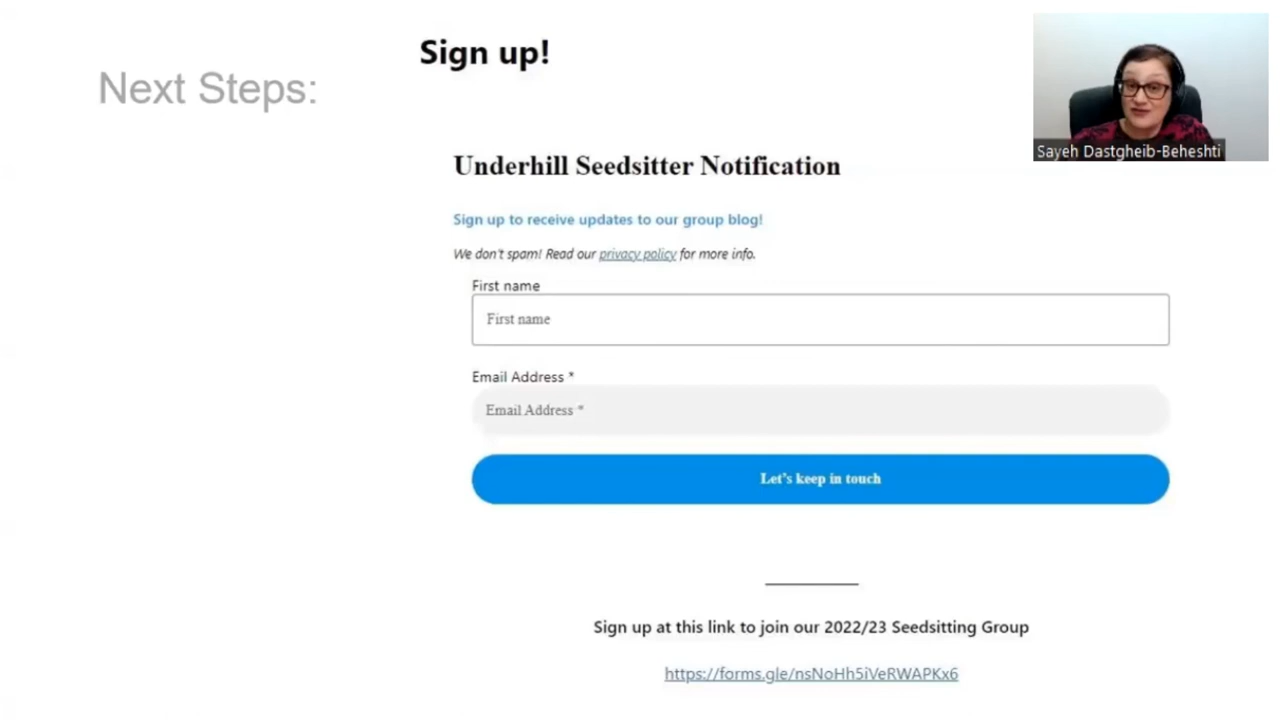 Sign up!
Next Steps:
Sayeh Dastgheib-Beheshti
Underhill Seedsitter Notification
Sign up to receive updates to our group blog!
We don't spam! Read our privacy policy for more info.
First name
First name
Email Address *
Email Address *
Let's keep in touch
Sign up at this link to join our 2022/23 Seedsitting Group
https://forms.gle/nsNoHh5iVeRWAPKx6